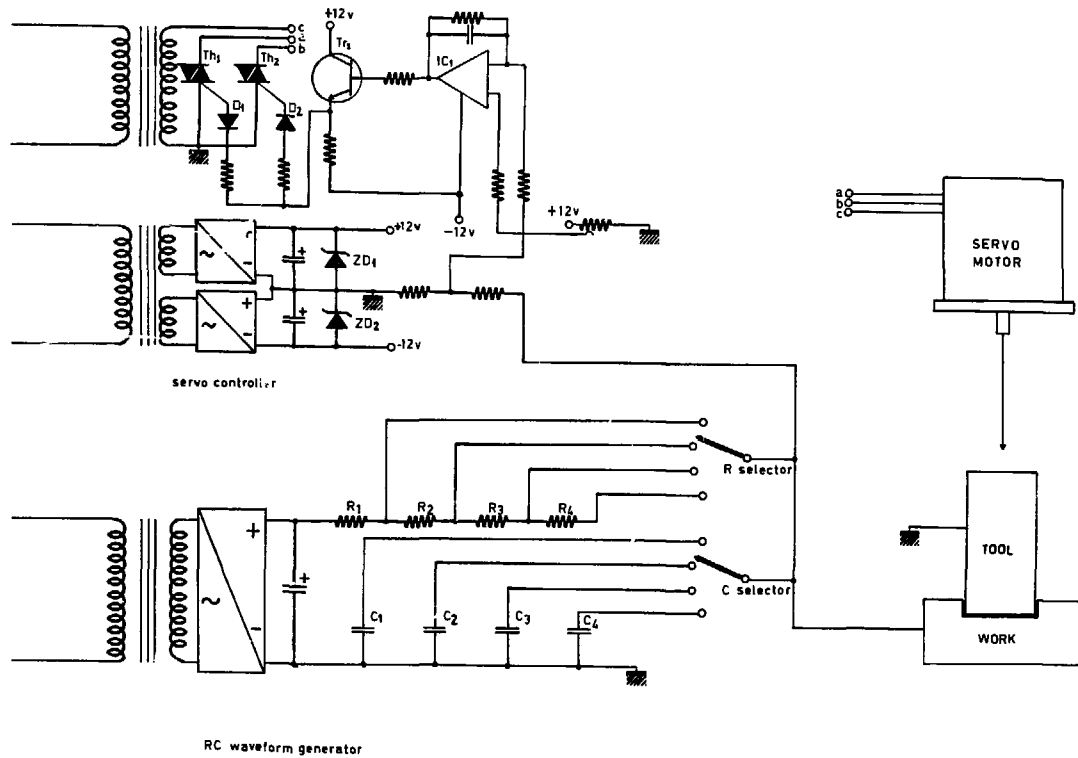 +12v
c
a
b
Th1
Th2
Tr1
IC1
D1
D2
-12v
+12v
a
b
c
SERVO
MOTOR
~
-
+
+12v
ZD1
~
+
-
+
ZD2
-12v
servo controller
R selector
R1
R2
R3
R4
+
~
-
+
C selector
C1
C2
C3
C4
TOOL
WORK
RC waveform generator